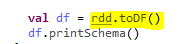 val df = rdd.toDF()
df.printSchema()